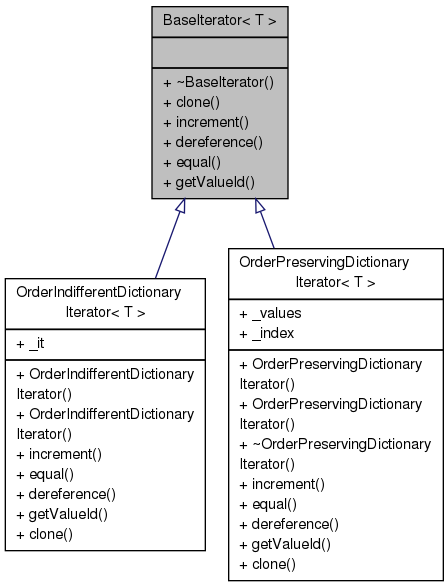 BaseIterator< T >
+ ~BaseIterator()
+ clone()
+ increment()
+ dereference()
+ equal()
+ getValueId()
OrderIndifferentDictionary
Iterator< T >
+ _it
+ OrderIndifferentDictionary
Iterator()
+ OrderIndifferentDictionary
Iterator()
+ increment()
+ equal()
+ dereference()
+ getValueId()
+ clone()
OrderPreservingDictionary
Iterator< T >
+ _values
+ _index
+ OrderPreservingDictionary
Iterator()
+ OrderPreservingDictionary
Iterator()
+ ~OrderPreservingDictionary
Iterator()
+ increment()
+ equal()
+ dereference()
+ getValueId()
+ clone()